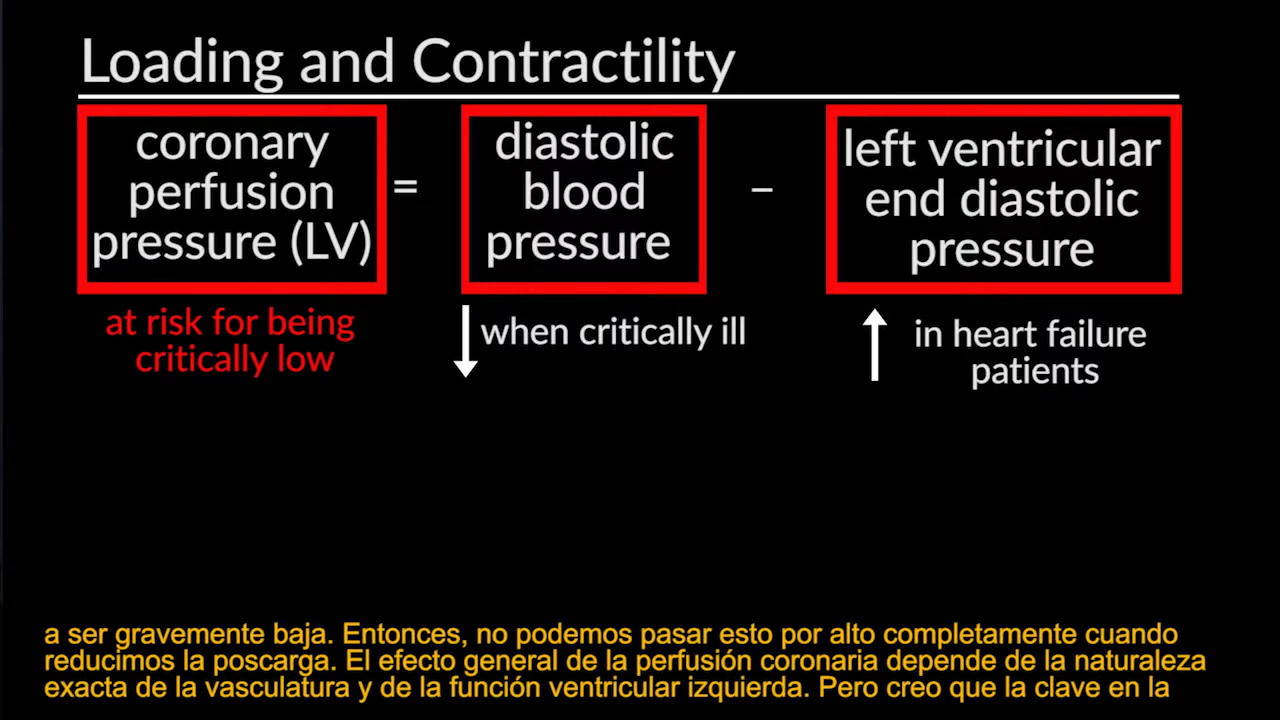 Loading and Contractility
coronary
perfusion
pressure (LV)
=
diastolic
blood
pressure
–
left ventricular
end diastolic
pressure
at risk for being
critically low
when critically ill
in heart failure
patients
a ser gravemente baja. Entonces, no podemos pasar esto por alto completamente cuando
reducimos la poscarga. El efecto general de la perfusión coronaria depende de la naturaleza
exacta de la vasculatura y de la función ventricular izquierda. Pero creo que la clave en la